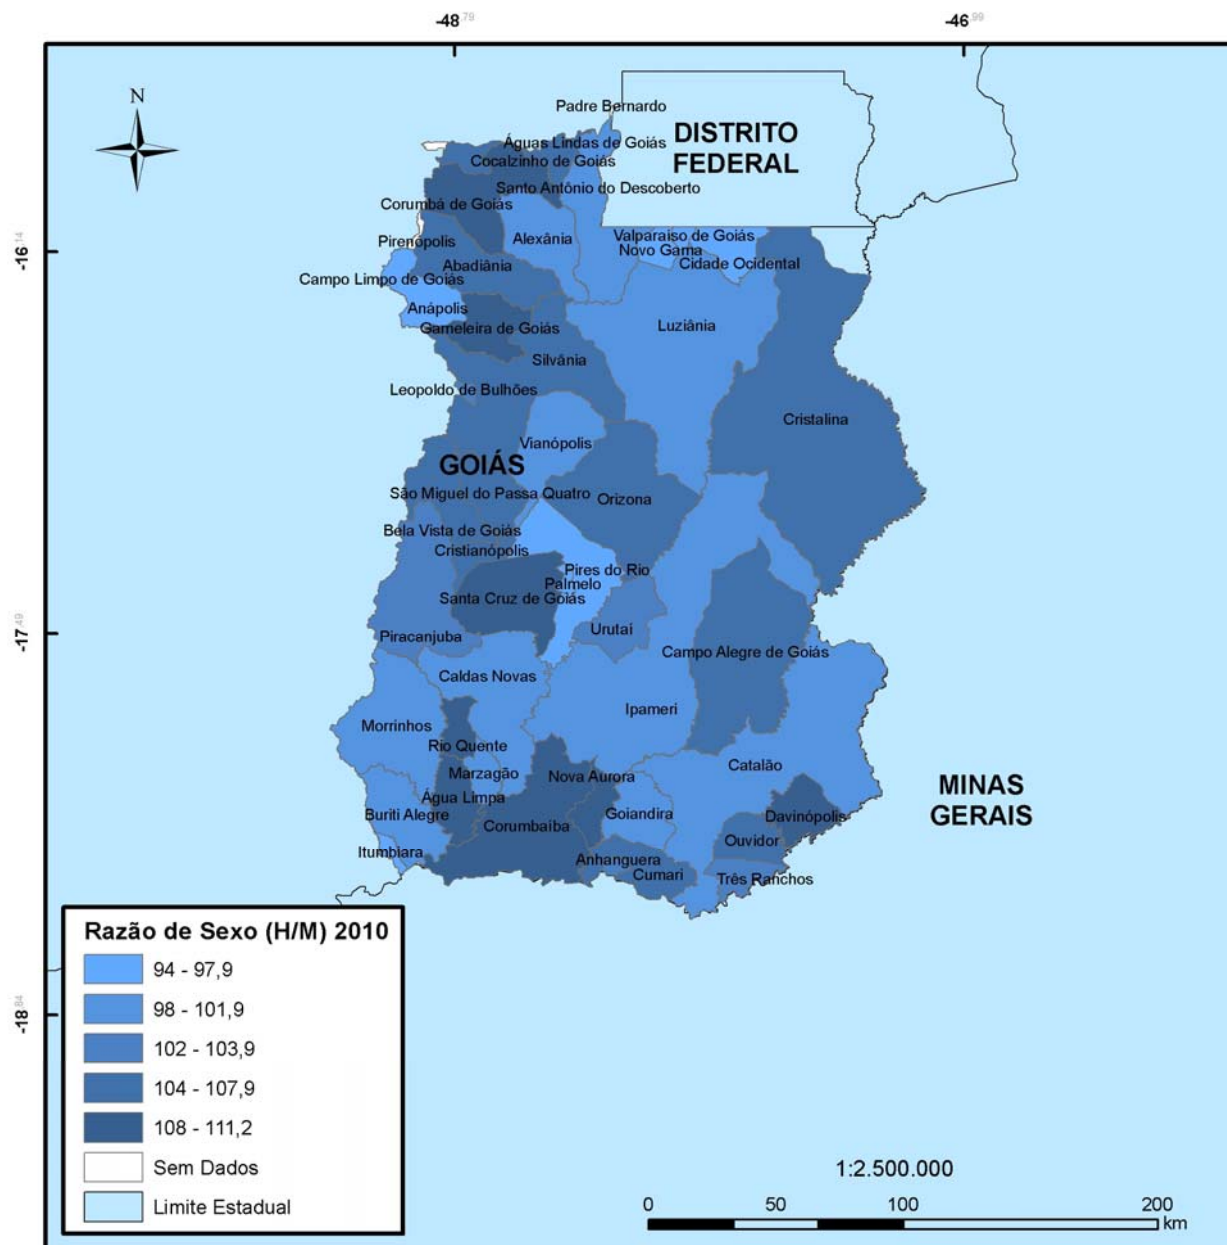 -48,79
-46,99
N
Padre Bernardo
DISTRITO
FEDERAL
Águas Lindas de Goiás
Cocalzinho de Goiás
Santo Antônio do Descoberto
Corumbá de Goiás
-16,14
Pirenópolis
Alexânia
Valparaiso de Goiás
Novo Gama
Cidade Ocidental
Abadiânia
Campo Limpo de Goiás
Anápolis
Gameleira de Goiás
Luziânia
Silvânia
Leopoldo de Bulhões
Cristalina
Vianópolis
GOIÁS
São Miguel do Passa Quatro
Orizona
Bela Vista de Goiás
Cristianópolis
Pires do Rio
Palmelo
Santa Cruz de Goiás
-17,49
Piracanjuba
Urutaí
Campo Alegre de Goiás
Caldas Novas
Ipameri
Morrinhos
Rio Quente
Marzagão
Nova Aurora
Catalão
MINAS
GERAIS
Água Limpa
Buriti Alegre
Corumbaíba
Goiandira
Davinópolis
Ouvidor
Itumbiara
Anhanguera
Cumari
Três Ranchos
-18,84
Razão de Sexo (H/M) 2010
94 - 97,9
98 - 101,9
102 - 103,9
104 - 107,9
108 - 111,2
Sem Dados
Limite Estadual
1:2.500.000
0 50 100 200
km